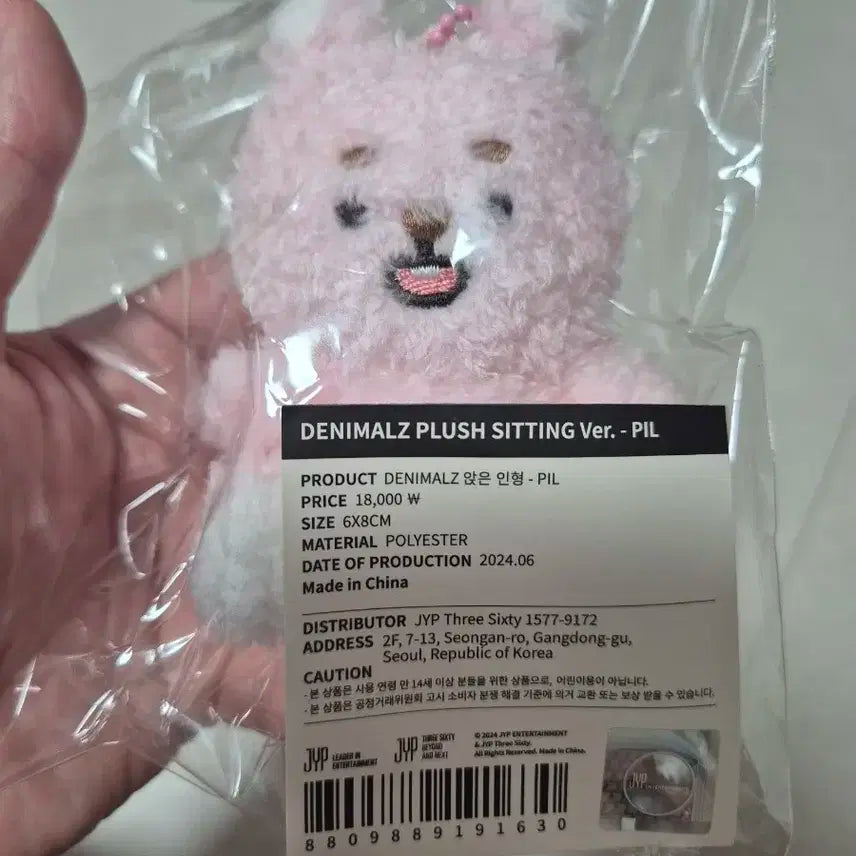 DENIMALZ PLUSH SITTING Ver. - PIL
PRODUCT DENIMALZ 앉은 인형 - PIL
PRICE 18,000 ₩
SIZE 6X8CM
MATERIAL POLYESTER
DATE OF PRODUCTION 2024.06
Made in China
DISTRIBUTOR JYP Three Sixty 1577-9172
ADDRESS 2F, 7-13, Seongan-ro, Gangdong-gu,
Seoul, Republic of Korea
CAUTION
- 본 상품은 사용 연령 만 14세 이상 분들을 위한 상품으로, 어린이용이 아닙니다.
- 본 상품은 공정거래위원회 고시 소비자 분쟁 해결 기준에 의거 교환 또는 보상 받을 수 있습니다.
JYP LEADER IN
ENTERTAINMENT
JYP THREE SIXTY
BEYOND
AND NEXT
© 2024 JYP ENTERTAINMENT
& JYP Three Sixty.
All Rights Reserved. Made in China.
JYP ENTERTAINMENT
8809889191630